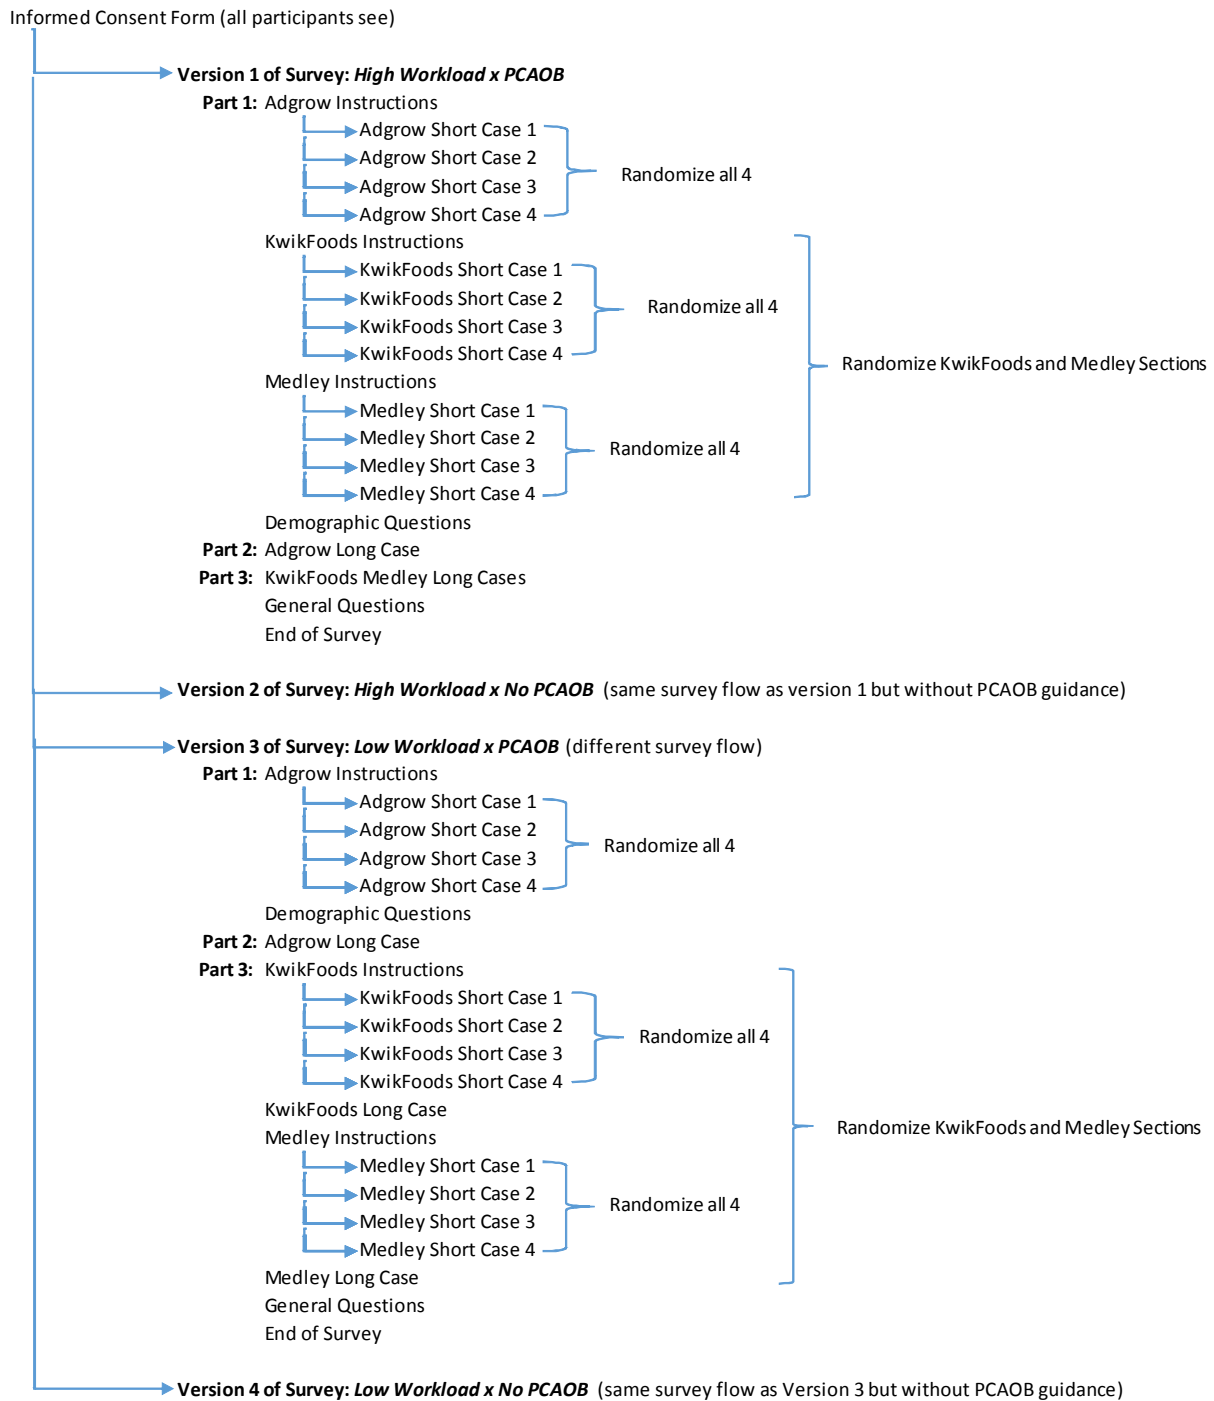 Informed Consent Form (all participants see)
Version 1 of Survey: High Workload x PCAOB
Part 1: Adgrow Instructions
Adgrow Short Case 1
Adgrow Short Case 2
Randomize all 4
Adgrow Short Case 3
Adgrow Short Case 4
KwikFoods Instructions
KwikFoods Short Case 1
KwikFoods Short Case 2
Randomize all 4
KwikFoods Short Case 3
KwikFoods Short Case 4
Randomize KwikFoods and Medley Sections
Medley Instructions
Medley Short Case 1
Medley Short Case 2
Randomize all 4
Medley Short Case 3
Medley Short Case 4
Demographic Questions
Part 2: Adgrow Long Case
Part 3: KwikFoods Medley Long Cases
General Questions
End of Survey
Version 2 of Survey: High Workload x No PCAOB (same survey flow as version 1 but without PCAOB guidance)
Version 3 of Survey: Low Workload x PCAOB (different survey flow)
Part 1: Adgrow Instructions
Adgrow Short Case 1
Adgrow Short Case 2
Randomize all 4
Adgrow Short Case 3
Adgrow Short Case 4
Demographic Questions
Part 2: Adgrow Long Case
Part 3: KwikFoods Instructions
KwikFoods Short Case 1
KwikFoods Short Case 2
Randomize all 4
KwikFoods Short Case 3
KwikFoods Short Case 4
KwikFoods Long Case
Randomize KwikFoods and Medley Sections
Medley Instructions
Medley Short Case 1
Medley Short Case 2
Randomize all 4
Medley Short Case 3
Medley Short Case 4
Medley Long Case
General Questions
End of Survey
Version 4 of Survey: Low Workload x No PCAOB (same survey flow as Version 3 but without PCAOB guidance)